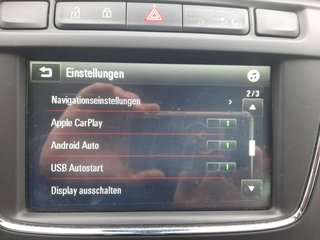 Einstellungen
2/3
Navigationseinstellungen
Apple CarPlay
Android Auto
USB Autostart
Display ausschalten